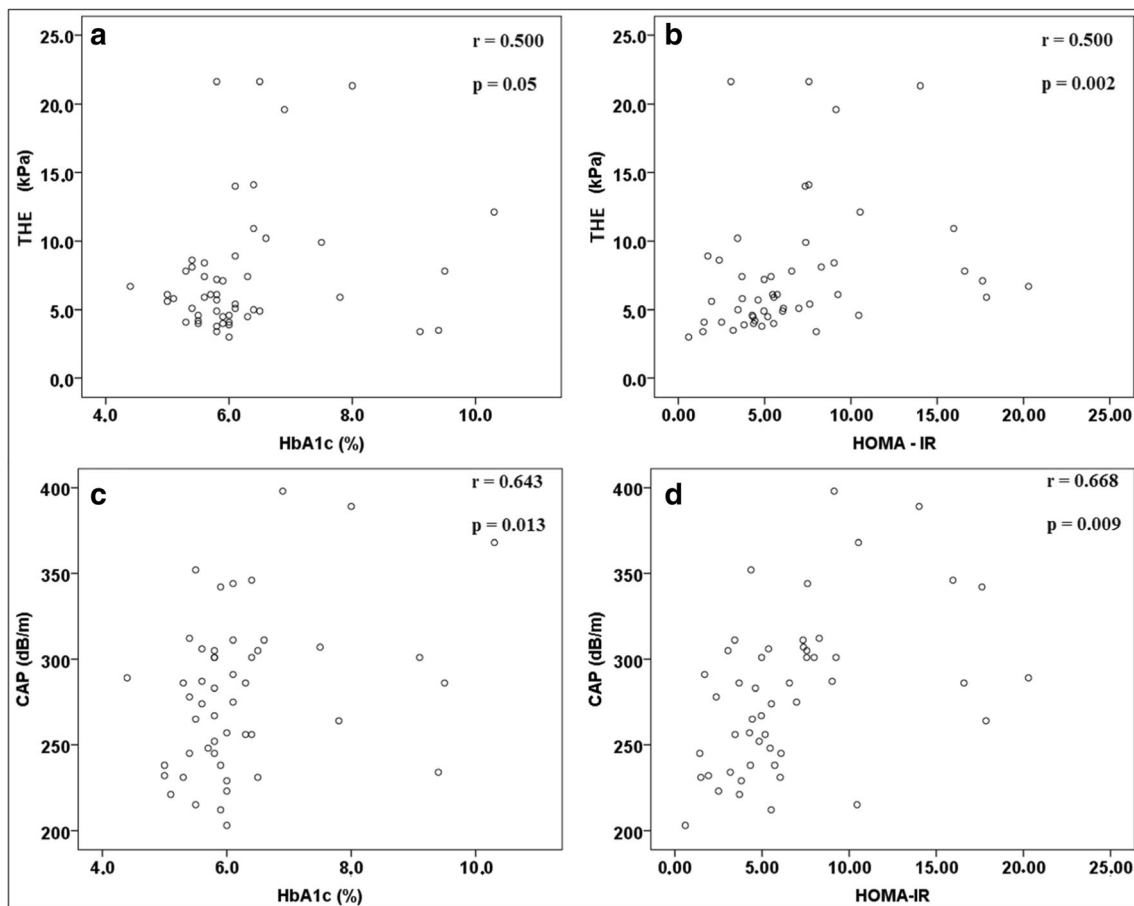 a
r = 0.500
p = 0.05
25.0
20.0
15.0
10.0
5.0
0.0
THE (kPa)
4.0 6.0 8.0 10.0
HbA1c (%)
b
r = 0.500
p = 0.002
25.0
20.0
15.0
10.0
5.0
0.0
THE (kPa)
0.00 5.00 10.00 15.00 20.00 25.00
HOMA - IR
c
r = 0.643
p = 0.013
400
350
300
250
200
CAP (dB/m)
4.0 6.0 8.0 10.0
HbA1c (%)
d
r = 0.668
p = 0.009
400
350
300
250
200
CAP (dB/m)
0.00 5.00 10.00 15.00 20.00 25.00
HOMA-IR